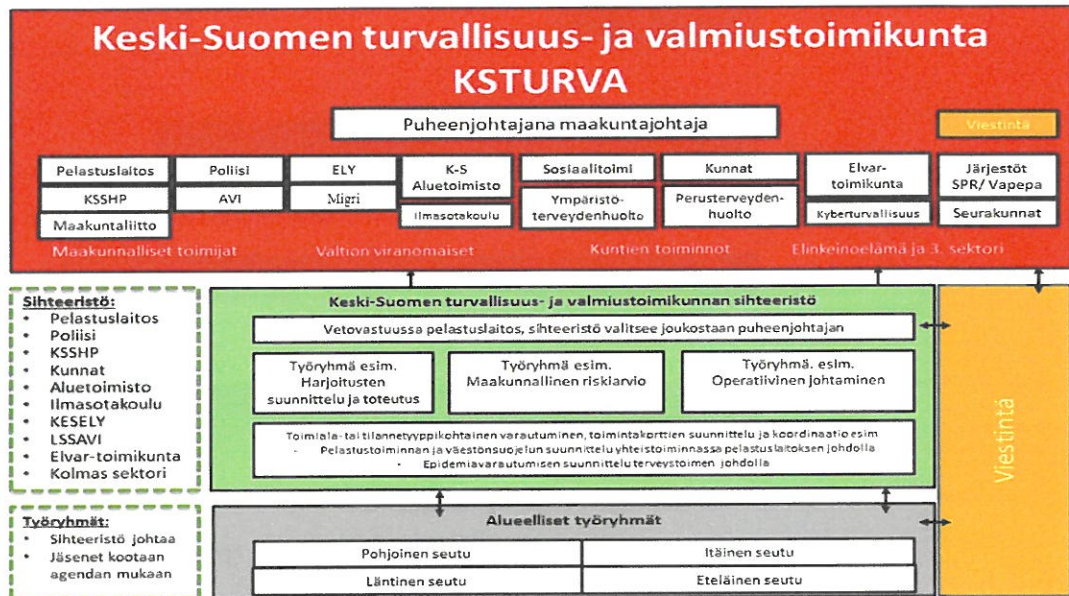 Keski-Suomen turvallisuus- ja valmiustoimikunta
KSTURVA
Puheenjohtajana maakuntajohtaja
Viestintä
Pelastuslaitos
KSSHP
Maakuntaliitto
Poliisi
AVI
ELY
Migri
K-S
Aluetoimisto
Ilmasotakoulu
Sosiaalitoimi
Ympäristö-
terveydenhuolto
Kunnat
Perusterveyden-
huolto
Elvar-
toimikunta
Kyberturvallisuus
Järjestöt
SPR/ Vapepa
Seurakunnat
Maakunnalliset toimijat
Valtion viranomaiset
Kuntien toiminnot
Elinkeinoelämä ja 3. sektori
Sihteeristö:
• Pelastuslaitos
• Poliisi
• KSSHP
• Kunnat
• Aluetoimisto
• Ilmasotakoulu
• KESELY
• LSSAVI
• Elvar-toimikunta
• Kolmas sektori
Keski-Suomen turvallisuus- ja valmiustoimikunnan sihteeristö
Vetovastuussa pelastuslaitos, sihteeristö valitsee joukostaan puheenjohtajan
Työryhmä esim.
Harjoitusten
suunnittelu ja toteutus
Työryhmä esim.
Maakunnallinen riskiarvio
Työryhmä esim.
Operatiivinen johtaminen
Toimiala- tai tilannetyyppikohtainen varautuminen, toimintakorttien suunnittelu ja koordinaatio esim
- Pelastustoiminnan ja väestönsuojelun suunnittelu yhteistoiminnassa pelastuslaitoksen johdolla
- Epidemiavarautumisen suunnittelu terveystoimen johdolla
Viestintä
Työryhmät:
• Sihteeristö johtaa
• Jäsenet kootaan
agendan mukaan
Alueelliset työryhmät
Pohjoinen seutu
Itäinen seutu
Läntinen seutu
Eteläinen seutu